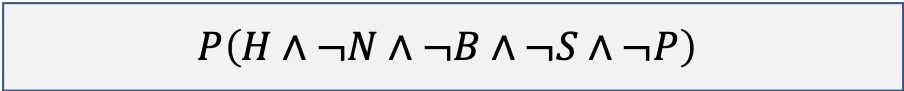 P(H ∧ ¬N ∧ ¬B ∧ ¬S ∧ ¬P)